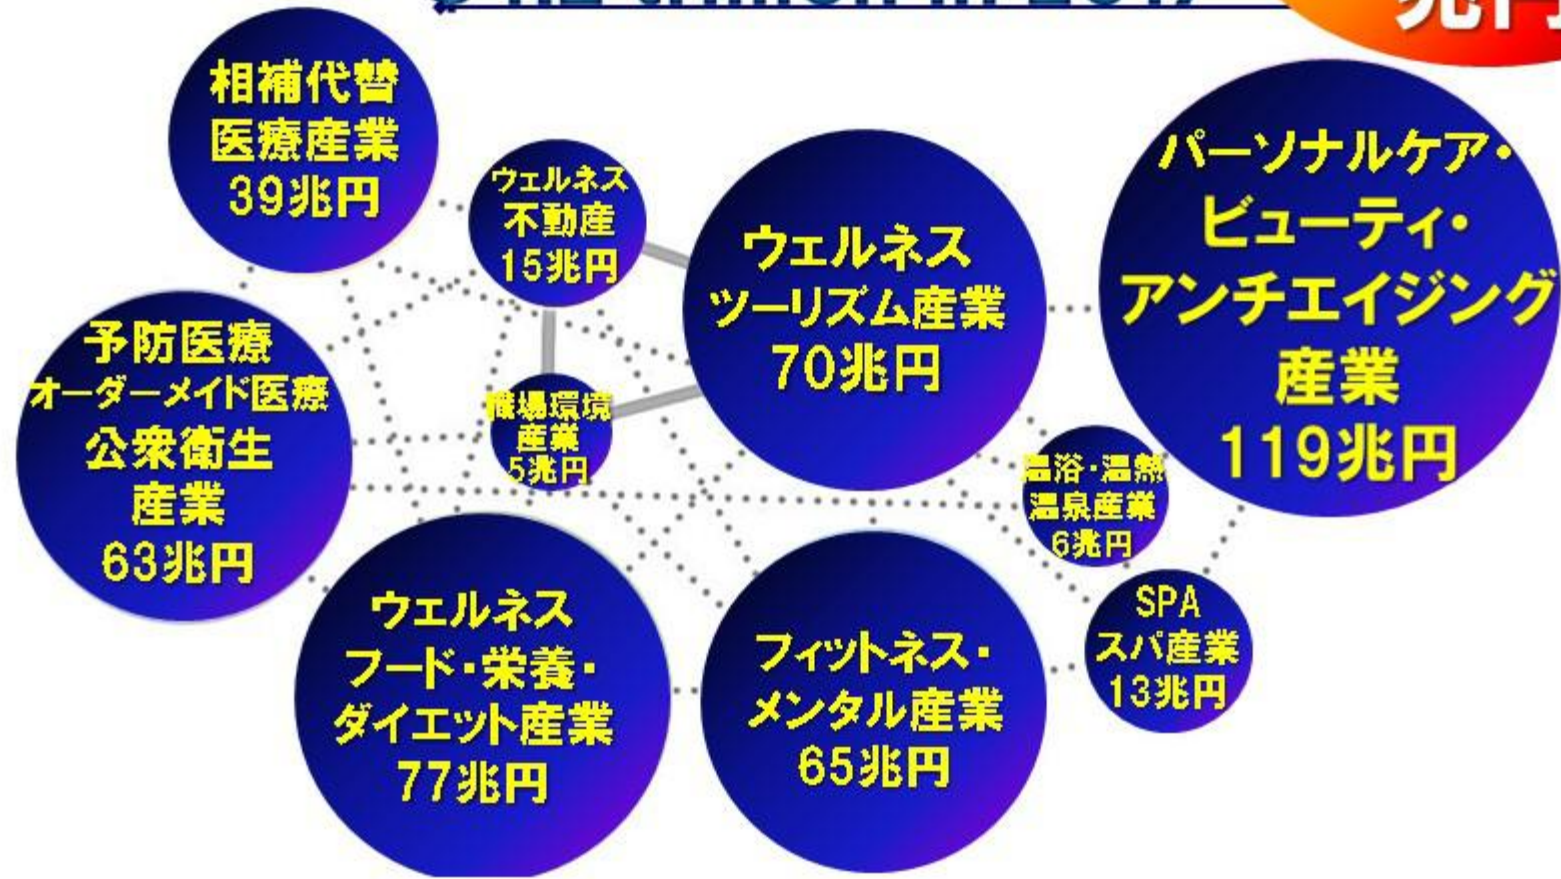 兆円
相補代替
医療産業
39兆円
ウェルネス
不動産
15兆円
ウェルネス
ツーリズム産業
70兆円
パーソナルケア・
ビューティ・
アンチエイジング
産業
119兆円
予防医療
オーダーメイド医療
公衆衛生
産業
63兆円
職場環境
産業
5兆円
温浴・温熱
温泉産業
6兆円
ウェルネス
フード・栄養・
ダイエット産業
77兆円
フィットネス・
メンタル産業
65兆円
SPA
スパ産業
13兆円